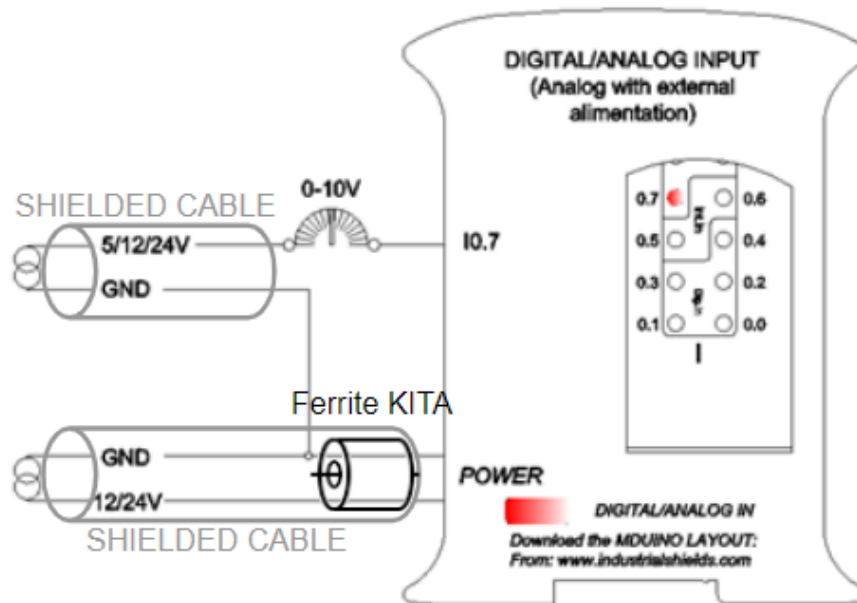 DIGITAL/ANALOG INPUT
(Analog with external
alimentation)
SHIELDED CABLE
0-10V
5/12/24V
I0.7
GND
0.7
0.6
0.5
0.4
0.3
0.2
0.1
0.0
I
Ferrite KITA
GND
POWER
12/24V
SHIELDED CABLE
DIGITAL/ANALOG IN
Download the MDUINO LAYOUT:
From: www.industrialshields.com